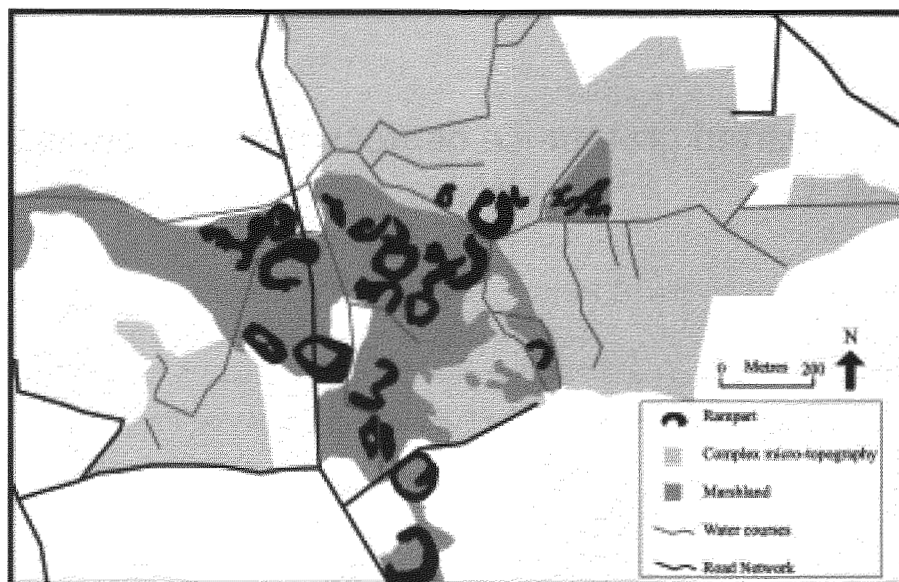 N
0 Metres 200
Rampart
Complex micro-topography
Marshland
Water courses
Road Network